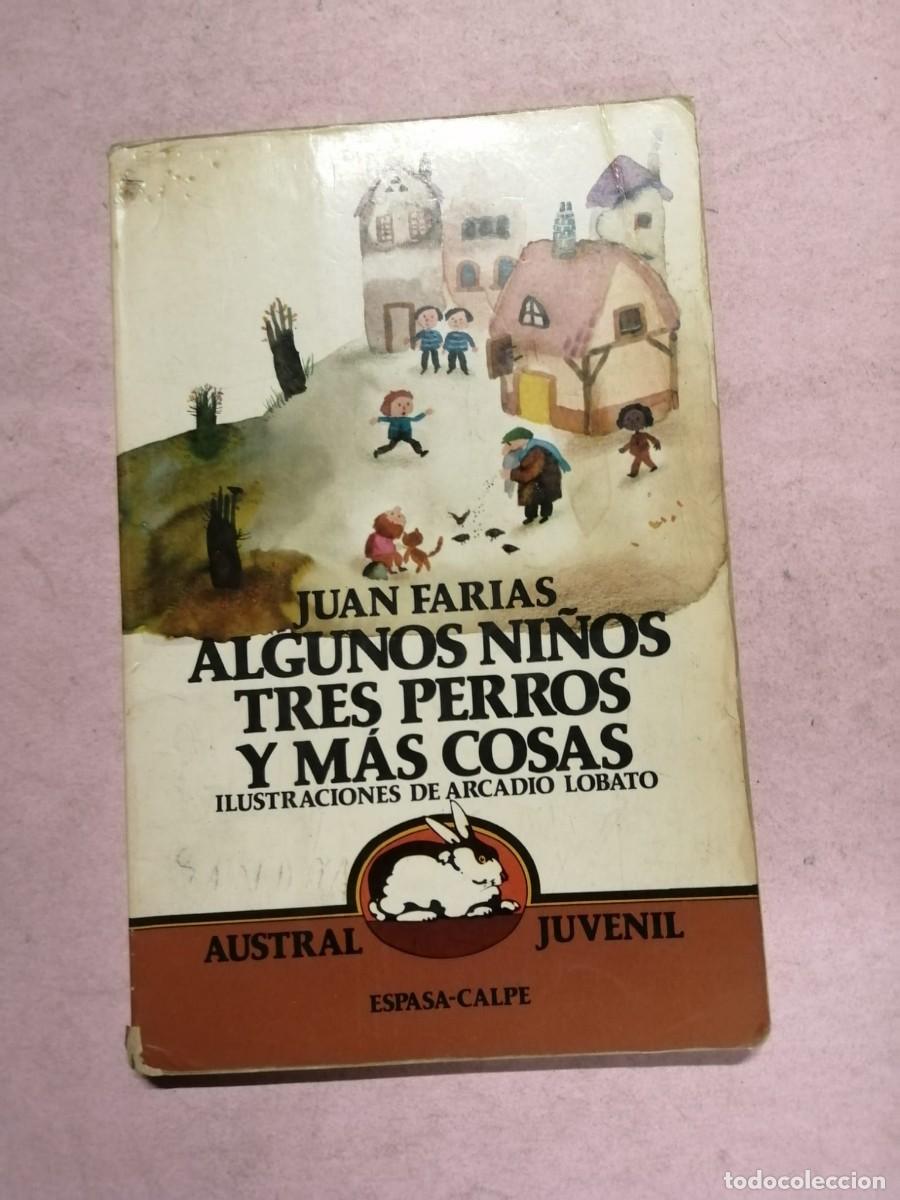 JUAN FARIAS
ALGUNOS NIÑOS
TRES PERROS
Y MÁS COSAS
ILUSTRACIONES DE ARCADIO LOBATO
AUSTRAL JUVENIL
ESPASA-CALPE
todocoleccion